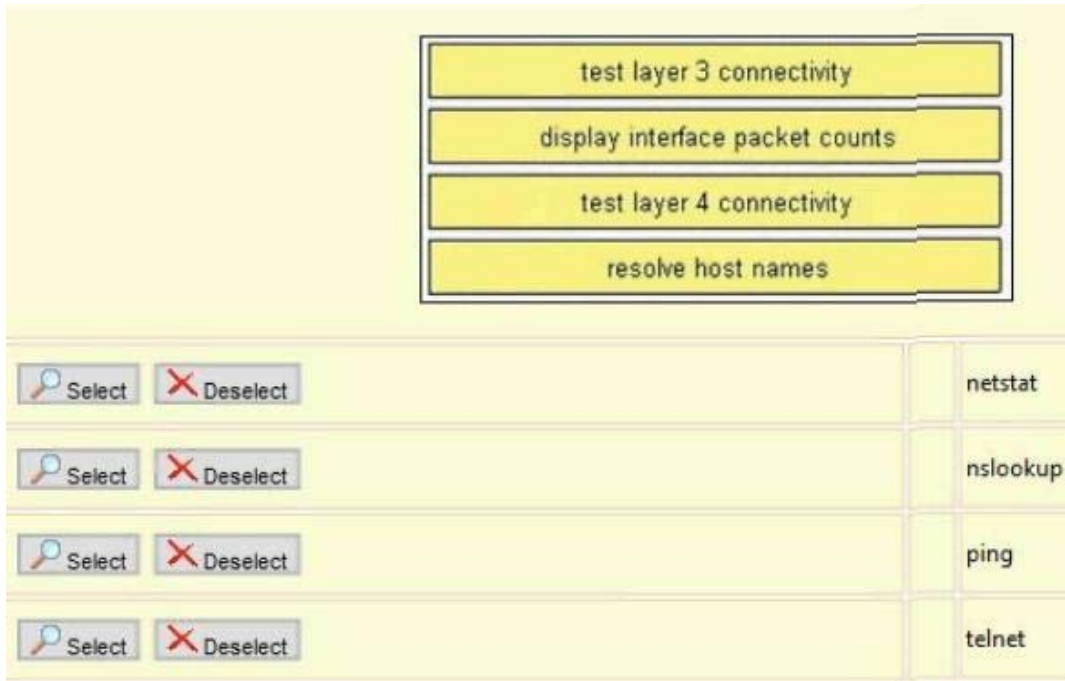 test layer 3 connectivity
display interface packet counts
test layer 4 connectivity
resolve host names
Select Deselect netstat
Select Deselect nslookup
Select Deselect ping
Select Deselect telnet